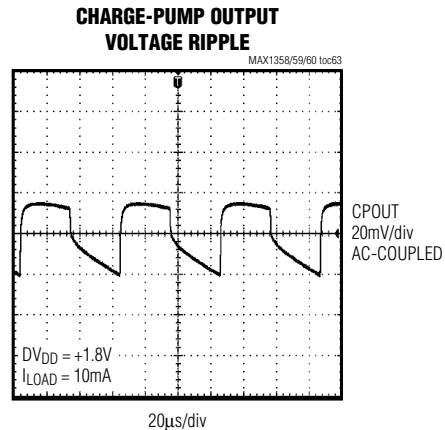 CHARGE-PUMP OUTPUT
VOLTAGE RIPPLE
MAX1358/59/60 toc63
CPOUT
20mV/div
AC-COUPLED
DVDD = +1.8V
ILOAD = 10mA
20μs/div